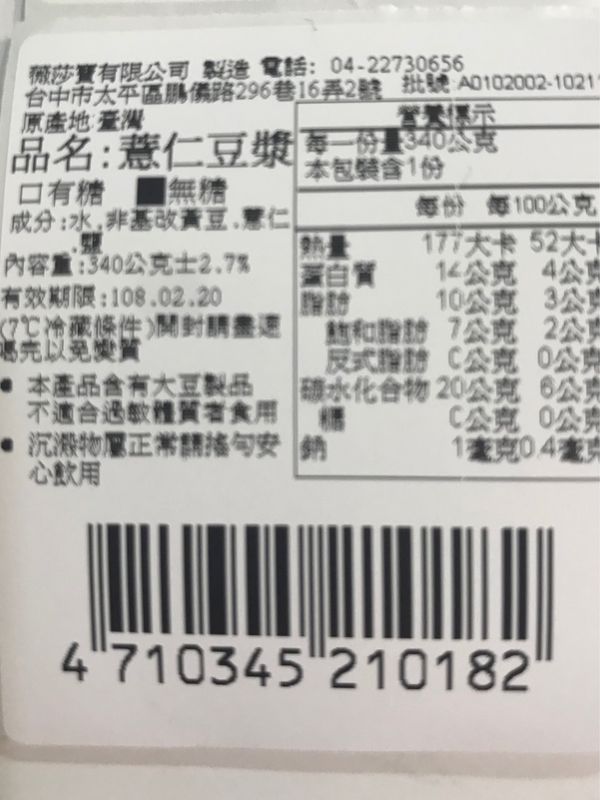 薇莎寶有限公司 製造 電話: 04-22730656
台中市太平區鵬儀路296巷16弄2號 批號:A0102002-10211
原產地:臺灣
品名:薏仁豆漿
口有糖 ■無糖
成分:水.非基改黃豆.薏仁
.鹽
內容量:340公克士2.7%
有效期限:108.02.20
(7℃冷藏條件)開封請盡速
喝完以免變質
● 本產品含有大豆製品
不適合過敏體質者食用
● 沉澱物屬正常請搖勻安
心飲用
營養標示
每一份量340公克
本包裝含1份
每份 每100公克
熱量 177大卡 52大卡
蛋白質 14公克 4公克
脂肪 10公克 3公克
飽和脂肪 7公克 2公克
反式脂肪 0公克 0公克
碳水化合物 20公克 6公克
糖 0公克 0公克
鈉 1毫克 0.4毫克
4 710345 210182